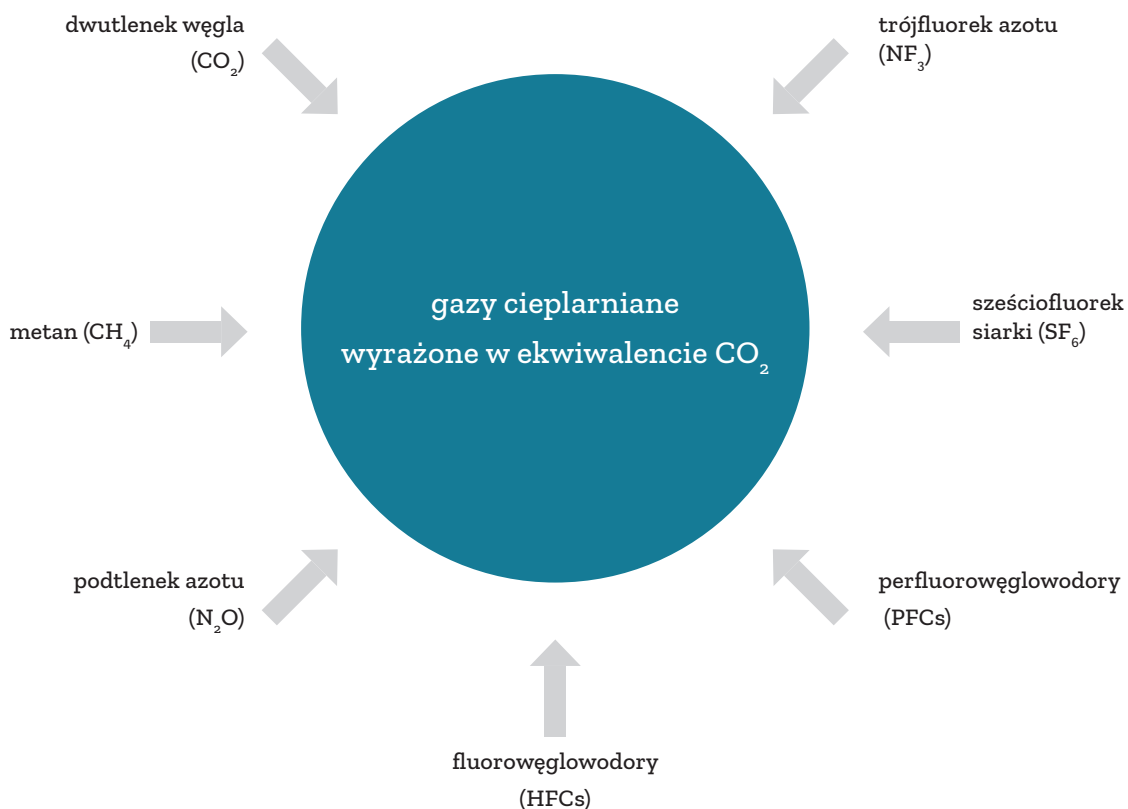 dwutlenek węgla
(CO₂)
trójfluorek azotu
(NF₃)
metan (CH₄)
gazy cieplarniane
wyrażone w ekwiwalencie CO₂
sześciofluorek
siarki (SF₆)
podtlenek azotu
(N₂O)
perfluorowęglowodory
(PFCs)
fluorowęglowodory
(HFCs)